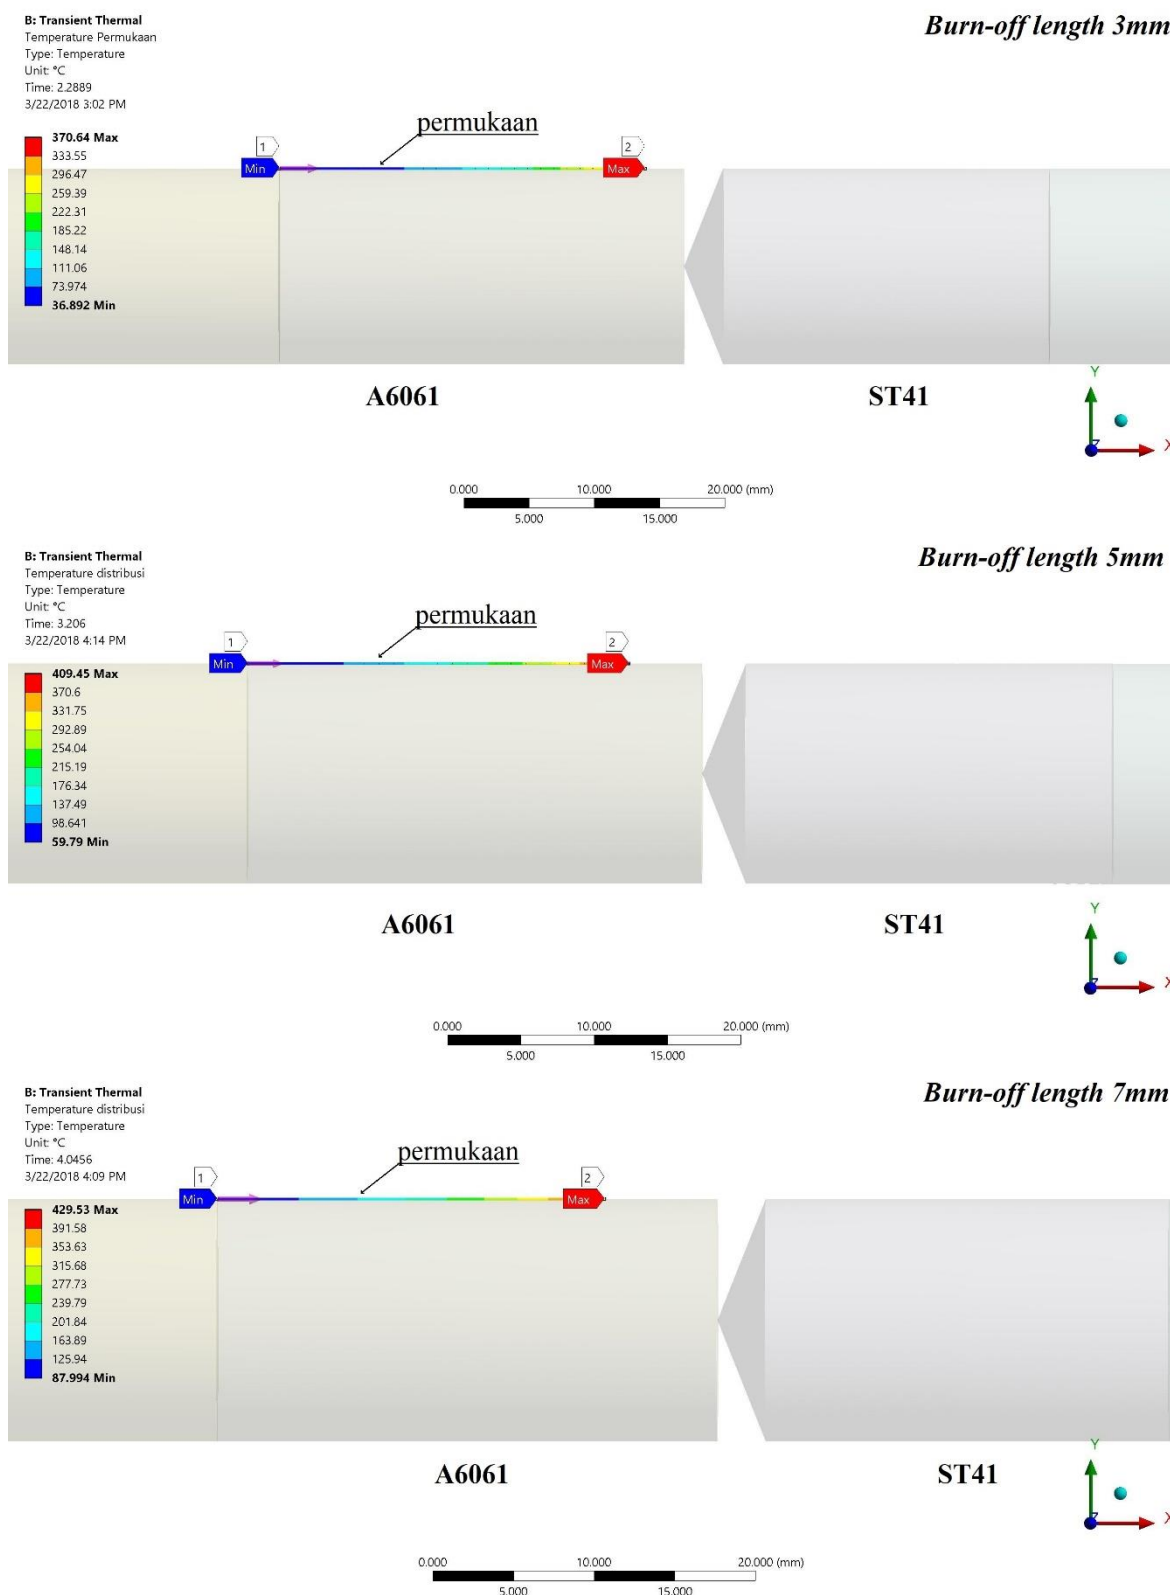 B: Transient Thermal
Temperature Permukaan
Type: Temperature
Unit: °C
Time: 2.2889
3/22/2018 3:02 PM
Burn-off length 3mm
370.64 Max
333.55
296.47
259.39
222.31
185.22
148.14
111.06
73.974
36.892 Min
permukaan
1
2
Min
Max
A6061
ST41
Y
Z
X
0.000
10.000
20.000 (mm)
5.000
15.000
B: Transient Thermal
Temperature distribusi
Type: Temperature
Unit: °C
Time: 3.206
3/22/2018 4:14 PM
Burn-off length 5mm
409.45 Max
370.6
331.75
292.89
254.04
215.19
176.34
137.49
98.641
59.79 Min
permukaan
1
2
Min
Max
A6061
ST41
Y
Z
X
0.000
10.000
20.000 (mm)
5.000
15.000
B: Transient Thermal
Temperature distribusi
Type: Temperature
Unit: °C
Time: 4.0456
3/22/2018 4:09 PM
Burn-off length 7mm
429.53 Max
391.58
353.63
315.68
277.73
239.79
201.84
163.89
125.94
87.994 Min
permukaan
1
2
Min
Max
A6061
ST41
Y
Z
X
0.000
10.000
20.000 (mm)
5.000
15.000